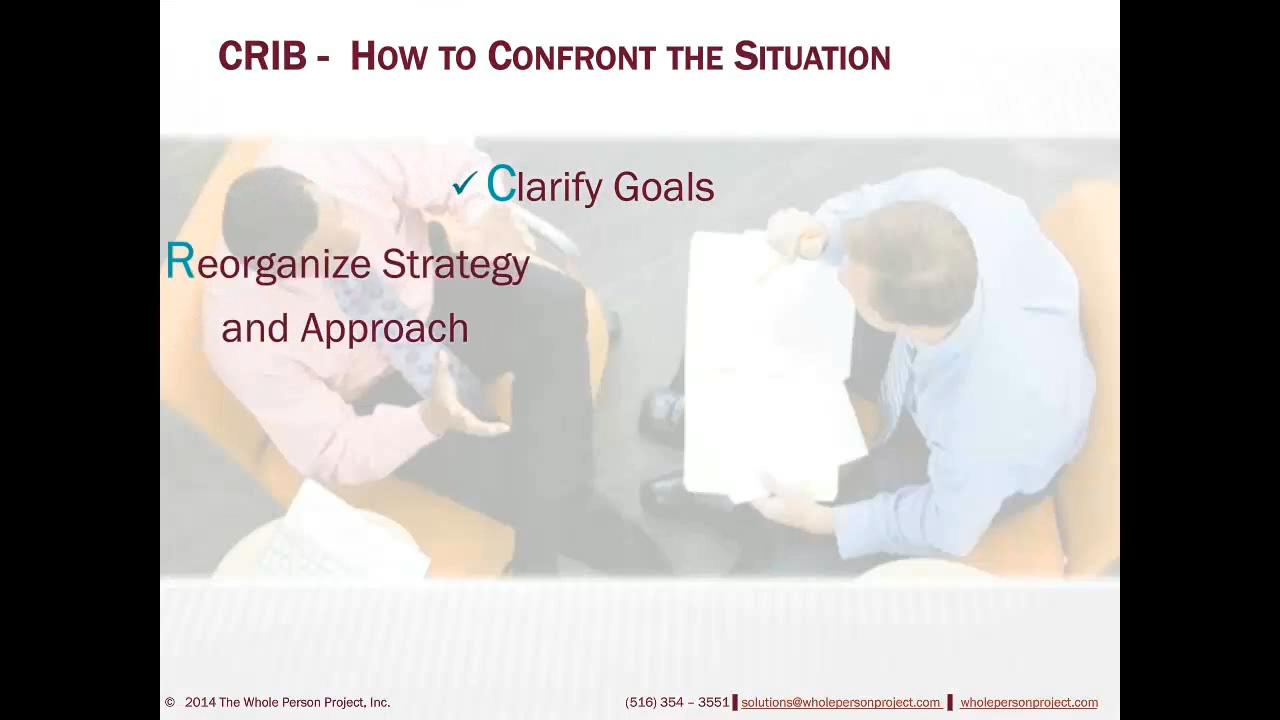 CRIB - HOW TO CONFRONT THE SITUATION
✓ Clarify Goals
Reorganize Strategy
and Approach
© 2014 The Whole Person Project, Inc.
(516) 354 – 3551 | solutions@wholepersonproject.com | wholepersonproject.com